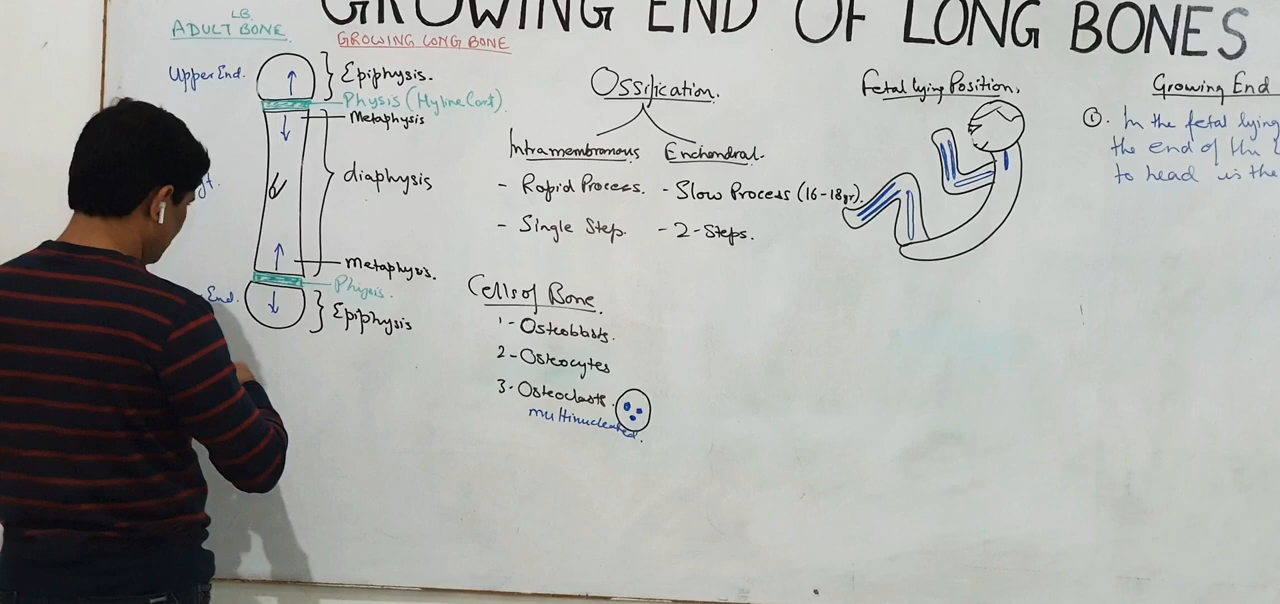 GROWING END OF LONG BONES
LB.
ADULT BONE
GROWING LONG BONE
Upper End.
Epiphysis.
Physis (Hyline Cart).
Metaphysis
diaphysis
Metaphysis.
Physis.
End.
Epiphysis
Ossification.
Intramembranous
- Rapid Process.
- Single Step.
Enchondral.
- Slow Process (16-18yr).
- 2-Steps.
Cells of Bone.
1- Osteoblasts.
2- Osteocytes
3- Osteoclasts.
multinucleated.
Fetal lying Position.
Growing End
①. In the fetal lying
the end of the
to head is the